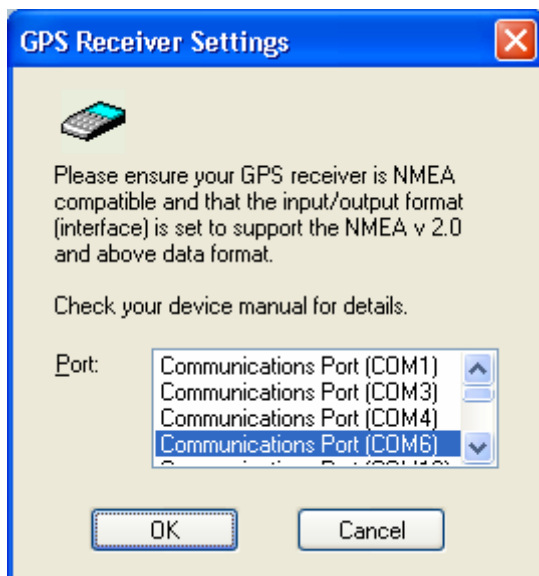 GPS Receiver Settings
Please ensure your GPS receiver is NMEA
compatible and that the input/output format
(interface) is set to support the NMEA v 2.0
and above data format.
Check your device manual for details.
Port:
Communications Port (COM1)
Communications Port (COM3)
Communications Port (COM4)
Communications Port (COM6)
OK
Cancel